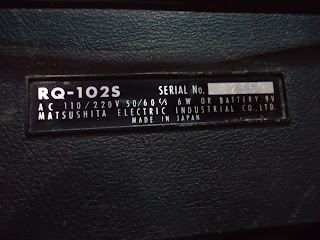 RQ-102S SERIAL No.
AC 110/220V 50/60 c/s 6W OR BATTERY 9V
MATSUSHITA ELECTRIC INDUSTRIAL CO.,LTD.
MADE IN JAPAN